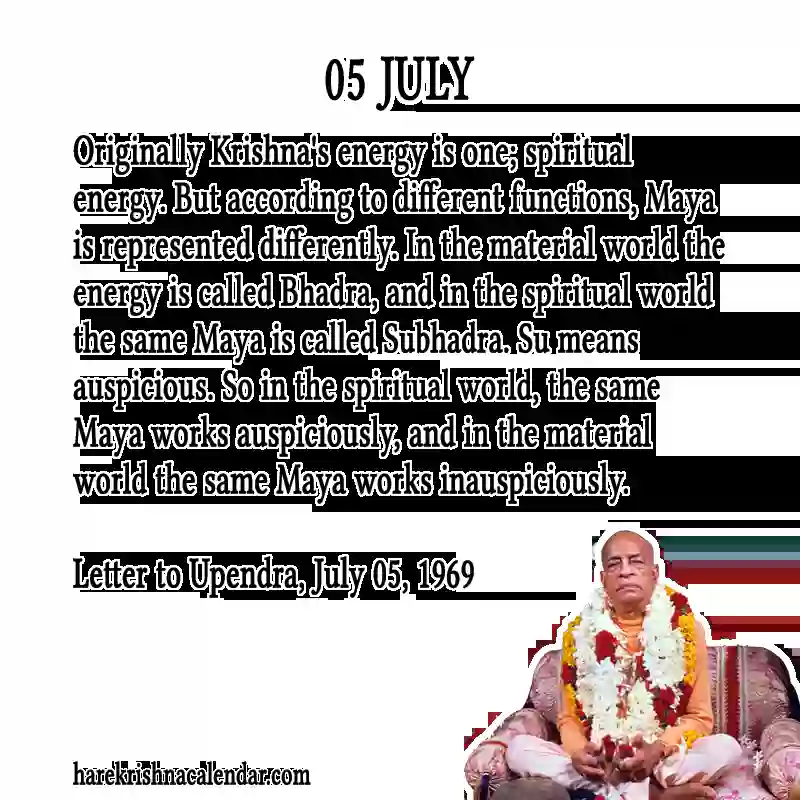 05 JULY
Originally Krishna's energy is one; spiritual
energy. But according to different functions, Maya
is represented differently. In the material world the
energy is called Bhadra, and in the spiritual world
the same Maya is called Subhadra. Su means
auspicious. So in the spiritual world, the same
Maya works auspiciously, and in the material
world the same Maya works inauspiciously.
Letter to Upendra, July 05, 1969
harekrishnacalendar.com